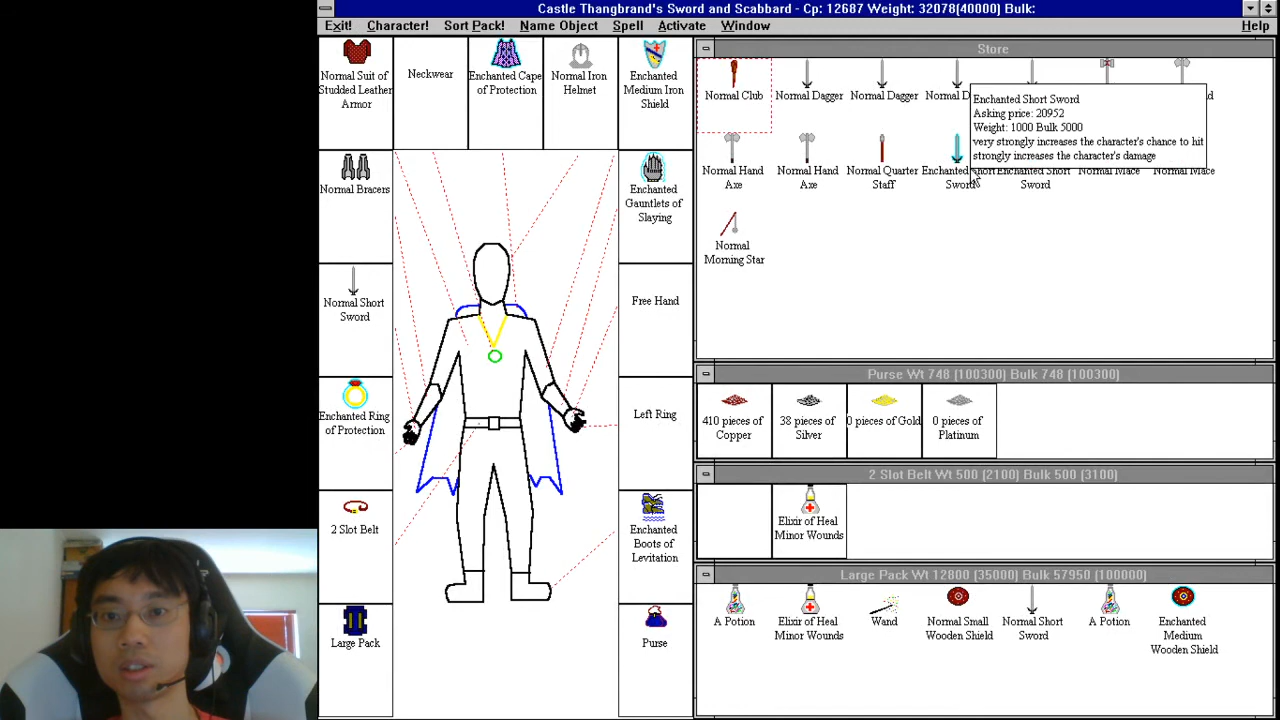 Castle Thangbrand's Sword and Scabbard - Cp: 12687 Weight: 32078(40000) Bulk:
Exit! Character! Sort Pack! Name Object Spell Activate Window Help
Normal Suit of
Studded Leather
Armor
Neckwear
Enchanted Cape
of Protection
Normal Iron
Helmet
Enchanted
Medium Iron
Shield
Normal Bracers
Enchanted
Gauntlets of
Slaying
Normal Short
Sword
Free Hand
Enchanted Ring
of Protection
Left Ring
2 Slot Belt
Enchanted
Boots of
Levitation
Large Pack
Purse
Store
Normal Club
Normal Dagger
Normal Dagger
Enchanted Short Sword
Asking price: 20952
Weight: 1000 Bulk 5000
very strongly increases the character's chance to hit
strongly increases the character's damage
Normal Hand
Axe
Normal Hand
Axe
Normal Quarter
Staff
Enchanted Short
Sword
Enchanted Short
Sword
Normal Mace
Normal Mace
Normal
Morning Star
Purse Wt 748 (100300) Bulk 748 (100300)
410 pieces of
Copper
38 pieces of
Silver
0 pieces of Gold
0 pieces of
Platinum
2 Slot Belt Wt 500 (2100) Bulk 500 (3100)
Elixir of Heal
Minor Wounds
Large Pack Wt 12800 (35000) Bulk 57950 (100000)
A Potion
Elixir of Heal
Minor Wounds
Wand
Normal Small
Wooden Shield
Normal Short
Sword
A Potion
Enchanted
Medium
Wooden Shield